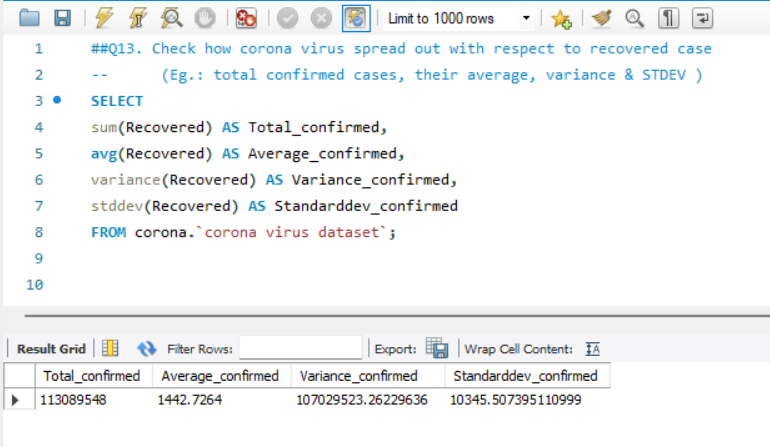 Limit to 1000 rows
1 ##Q13. Check how corona virus spread out with respect to recovered case
2 -- (Eg.: total confirmed cases, their average, variance & STDEV )
3 SELECT
4 sum(Recovered) AS Total_confirmed,
5 avg(Recovered) AS Average_confirmed,
6 variance(Recovered) AS Variance_confirmed,
7 stddev(Recovered) AS Standarddev_confirmed
8 FROM corona.`corona virus dataset`;
9
10
Result Grid Filter Rows: Export: Wrap Cell Content: IA
Total_confirmed Average_confirmed Variance_confirmed Standarddev_confirmed
113089548 1442.7264 107029523.26229636 10345.507395110999